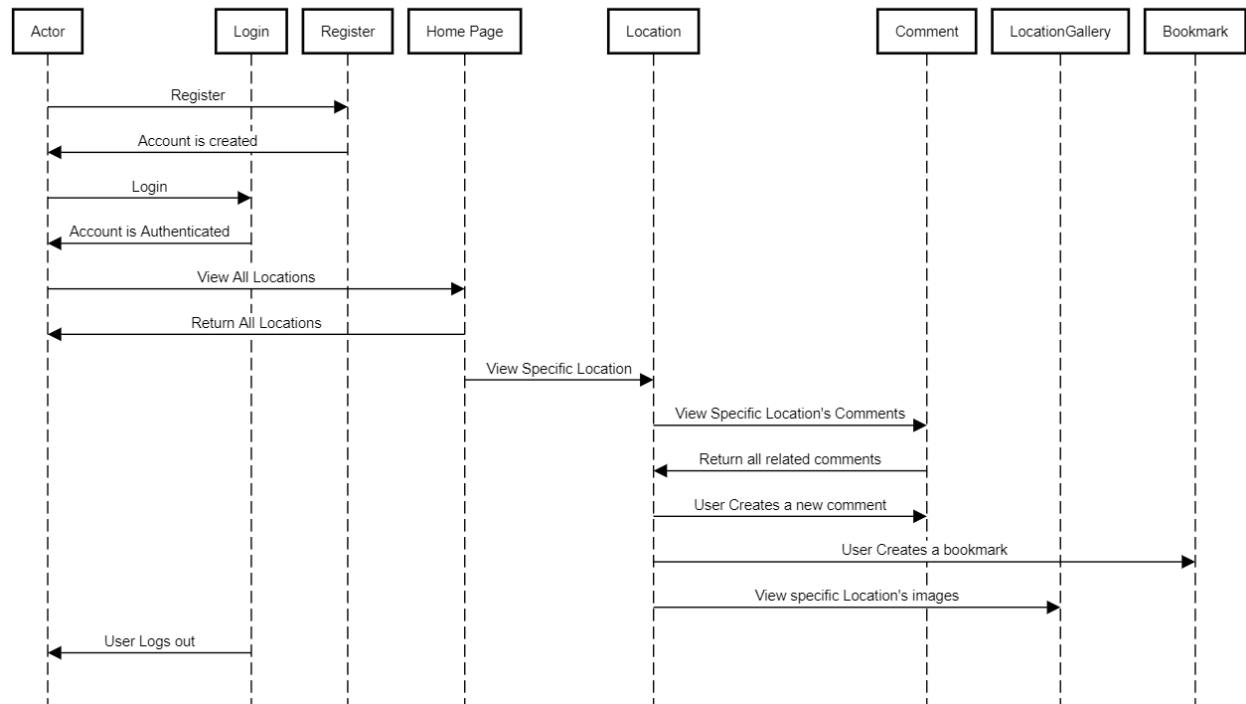 Actor
Login
Register
Home Page
Location
Comment
LocationGallery
Bookmark
Register
Account is created
Login
Account is Authenticated
View All Locations
Return All Locations
View Specific Location
View Specific Location's Comments
Return all related comments
User Creates a new comment
User Creates a bookmark
View specific Location's images
User Logs out